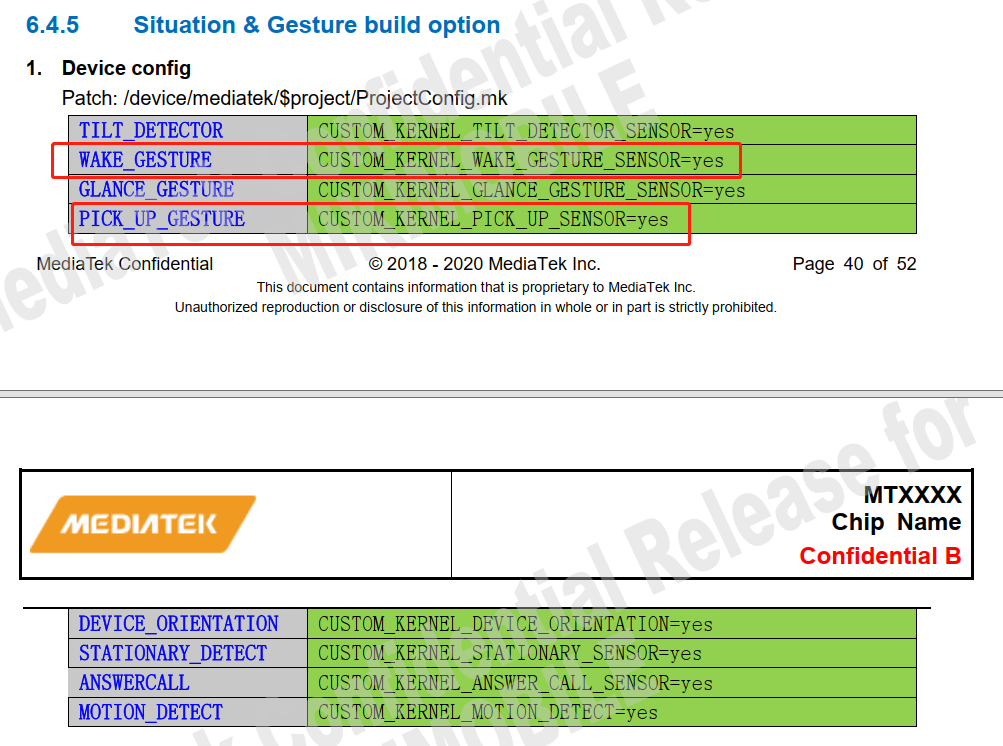 6.4.5 Situation & Gesture build option
1. Device config
Patch: /device/mediatek/$project/ProjectConfig.mk
TILT_DETECTOR CUSTOM_KERNEL_TILT_DETECTOR_SENSOR=yes
WAKE_GESTURE CUSTOM_KERNEL_WAKE_GESTURE_SENSOR=yes
GLANCE_GESTURE CUSTOM_KERNEL_GLANCE_GESTURE_SENSOR=yes
PICK_UP_GESTURE CUSTOM_KERNEL_PICK_UP_SENSOR=yes
MediaTek Confidential © 2018 - 2020 MediaTek Inc. Page 40 of 52
This document contains information that is proprietary to MediaTek Inc.
Unauthorized reproduction or disclosure of this information in whole or in part is strictly prohibited.
MEDIATEK
MTXXXX
Chip Name
Confidential B
DEVICE_ORIENTATION CUSTOM_KERNEL_DEVICE_ORIENTATION=yes
STATIONARY_DETECT CUSTOM_KERNEL_STATIONARY_SENSOR=yes
ANSWERCALL CUSTOM_KERNEL_ANSWER_CALL_SENSOR=yes
MOTION_DETECT CUSTOM_KERNEL_MOTION_DETECT=yes
Confidential Release for